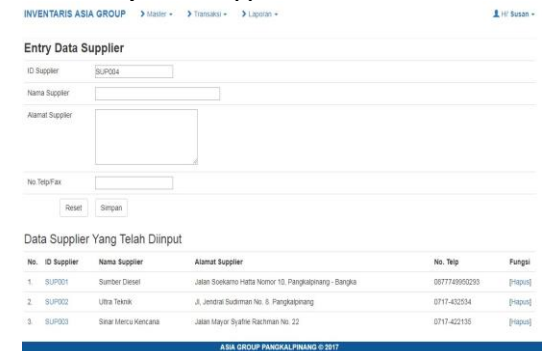 INVENTARIS ASIA GROUP Master Transaksi Laporan Hi! Susan
Entry Data Supplier
ID Supplier SUP004
Nama Supplier
Alamat Supplier
No Telp/Fax
Reset Simpan
Data Supplier Yang Telah Diinput
No. ID Supplier Nama Supplier Alamat Supplier No. Telp Fungsi
1. SUP001 Sumber Diesel Jalan Soekarno Hatta Nomor 10. Pangkalpinang - Bangka 0877749950293 [Hapus]
2. SUP002 Ultra Teknik Jl, Jendral Sudirman No. 8. Pangkalpinang 0717-432534 [Hapus]
3. SUP003 Sinar Mercu Kencana Jalan Mayor Syafrie Rachman No. 22 0717-422135 [Hapus]
ASIA GROUP PANGKALPINANG © 2017